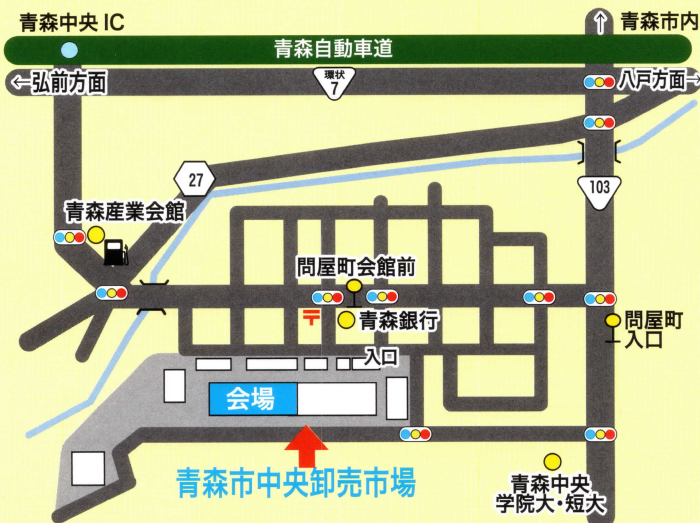 青森中央IC
↑
青森市内
青森自動車道
←弘前方面
環状
7
八戸方面→
27
103
青森産業会館
問屋町会館前
〒
青森銀行
問屋町
入口
入口
会場
青森市中央卸売市場
青森中央
学院大・短大